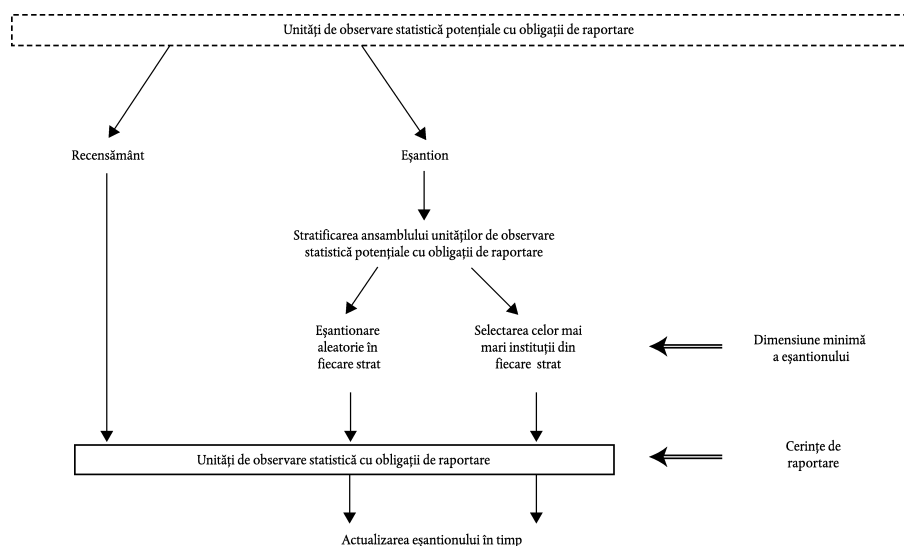 Unități de observare statistică potențiale cu obligații de raportare
Recensământ
Eșantion
Stratificarea ansamblului unităților de observare
statistică potențiale cu obligații de raportare
Eșantionare
aleatorie în
fiecare strat
Selectarea celor mai
mari instituții din
fiecare strat
Dimensiune minimă
a eșantionului
Unități de observare statistică cu obligații de raportare
Cerințe de
raportare
Actualizarea eșantionului în timp